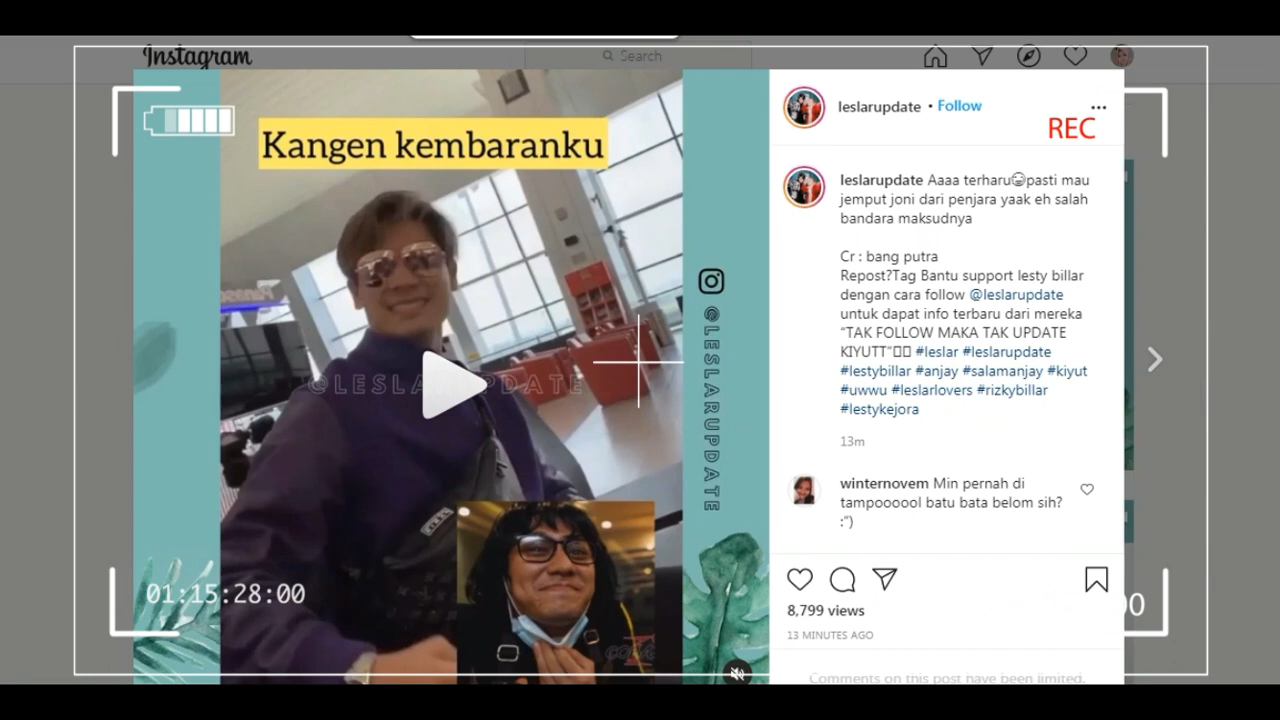 Instagram
Search
Kangen kembaranku
@LESLARUPDATE
@LESLARUPDATE
01:15:28:00
leslarupdate • Follow
REC
leslarupdate Aaaa terharu😄pasti mau
jemput joni dari penjara yaak eh salah
bandara maksudnya
Cr : bang putra
Repost?Tag Bantu support lesty billar
dengan cara follow @leslarupdate
untuk dapat info terbaru dari mereka
“TAK FOLLOW MAKA TAK UPDATE
KIYUTT” #leslar #leslarupdate
#lestybillar #anjay #salamanjay #kiyut
#uwwu #leslarlovers #rizkybillar
#lestykejora
13m
winternovem Min pernah di
tampoooool batu bata belom sih?
:")
8,799 views
13 MINUTES AGO
Comments on this post have been limited.